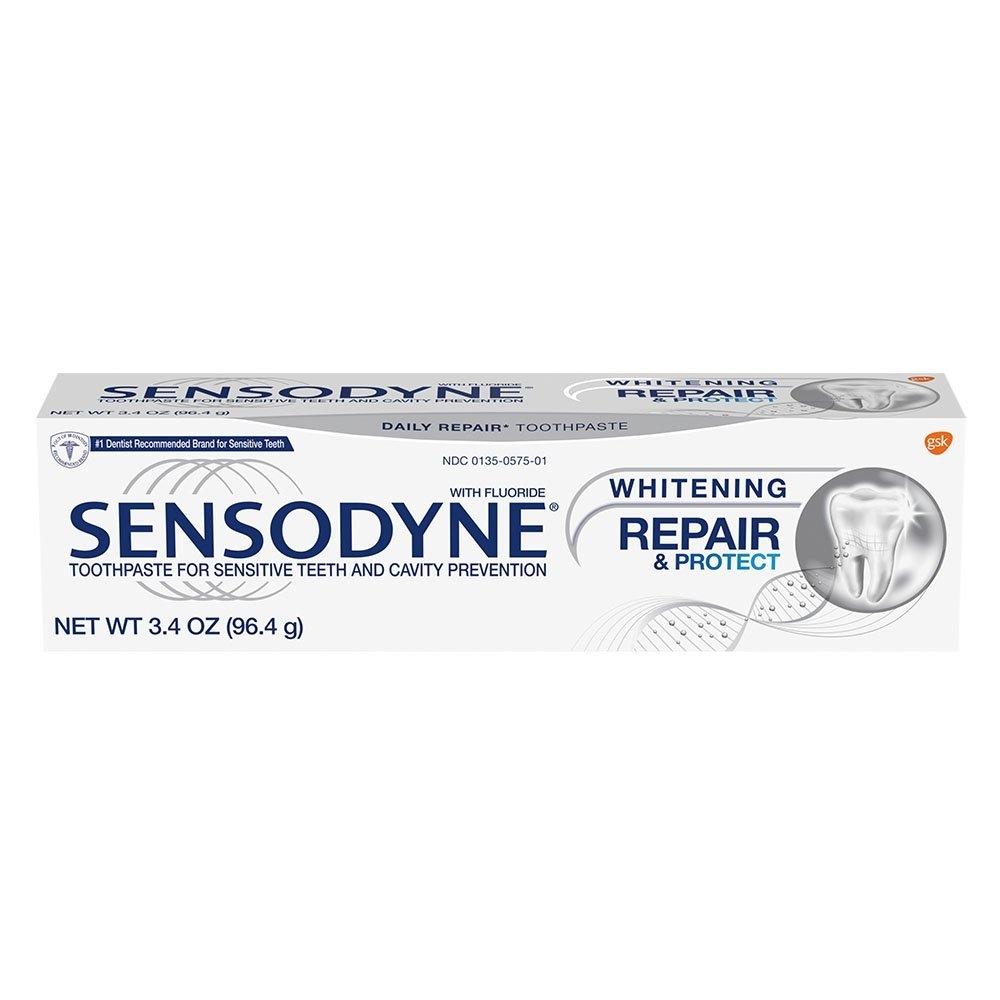 WITH FLUORIDE
SENSODYNE®
TOOTHPASTE FOR SENSITIVE TEETH AND CAVITY PREVENTION
NET WT 3.4 OZ (96.4 g)
WHITENING
REPAIR
& PROTECT
gsk
DAILY REPAIR* TOOTHPASTE
#1 Dentist Recommended Brand for Sensitive Teeth
NDC 0135-0575-01
gsk
WITH FLUORIDE
SENSODYNE®
TOOTHPASTE FOR SENSITIVE TEETH AND CAVITY PREVENTION
NET WT 3.4 OZ (96.4 g)
WHITENING
REPAIR
& PROTECT